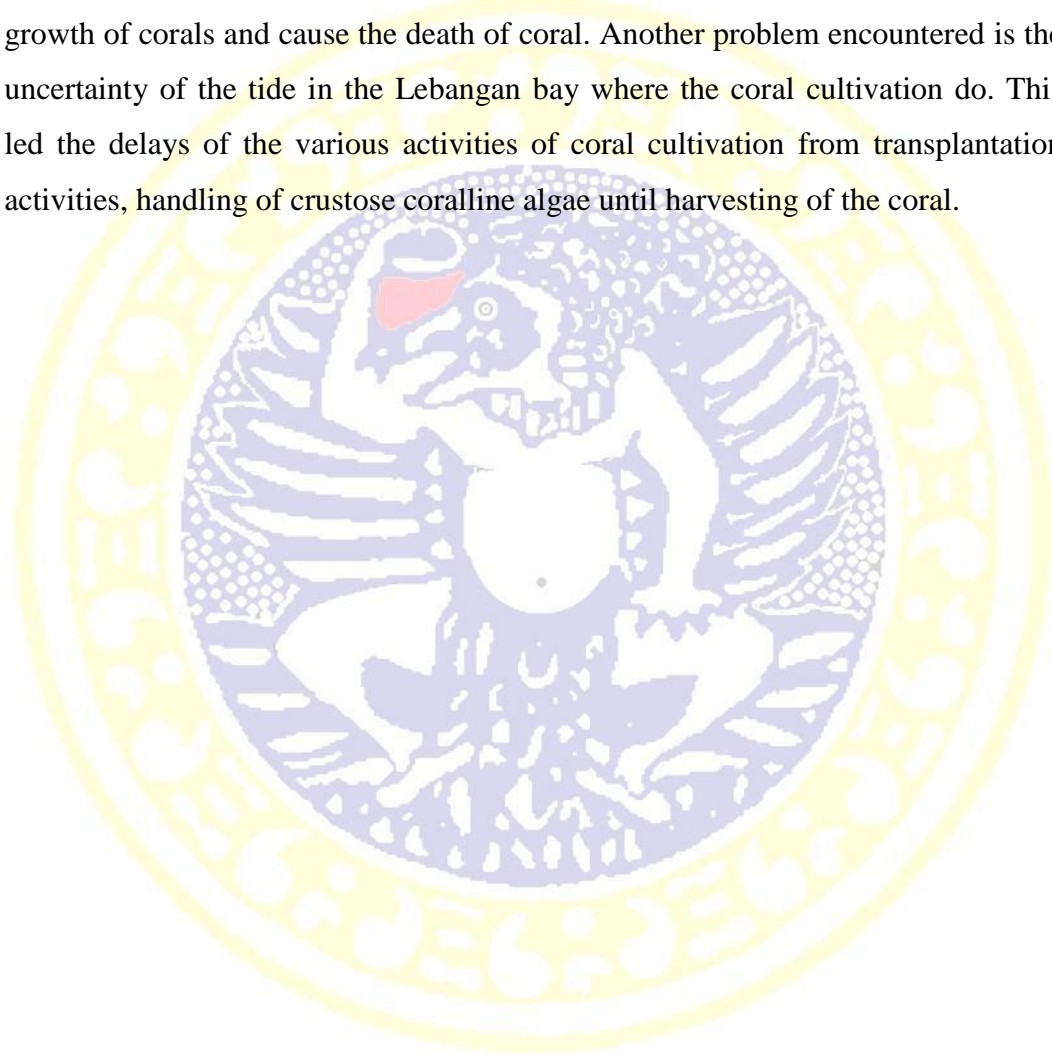 growth of corals and cause the death of coral. Another problem encountered is the
uncertainty of the tide in the Lebangan bay where the coral cultivation do. Thi
led the delays of the various activities of coral cultivation from transplantation
activities, handling of crustose coralline algae until harvesting of the coral.